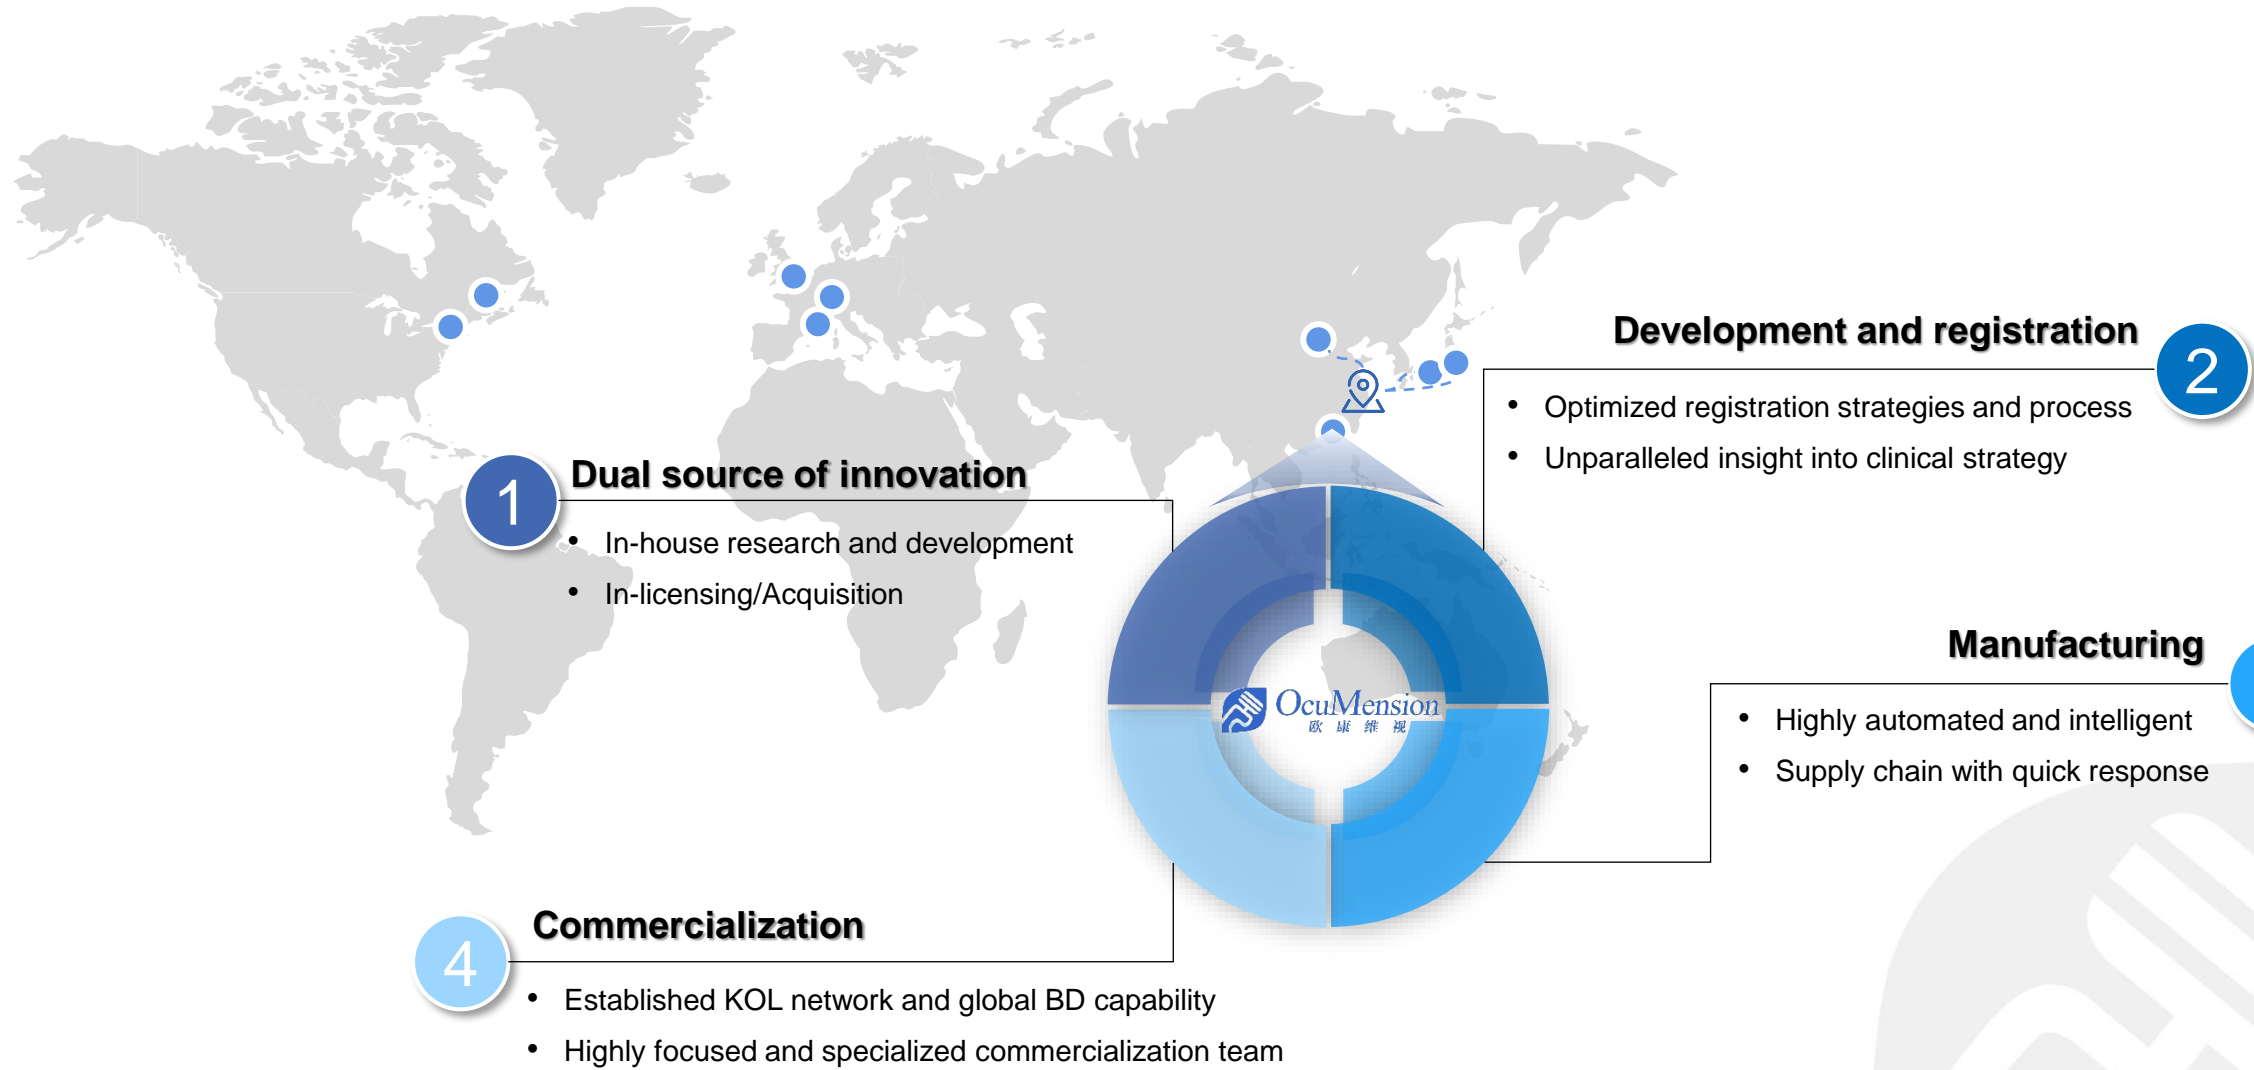 Development and registration
2
• Optimized registration strategies and process
• Unparalleled insight into clinical strategy
1
Dual source of innovation
• In-house research and development
• In-licensing/Acquisition
Manufacturing
• Highly automated and intelligent
• Supply chain with quick response
OcuMension
欧康维视
4
Commercialization
• Established KOL network and global BD capability
• Highly focused and specialized commercialization team